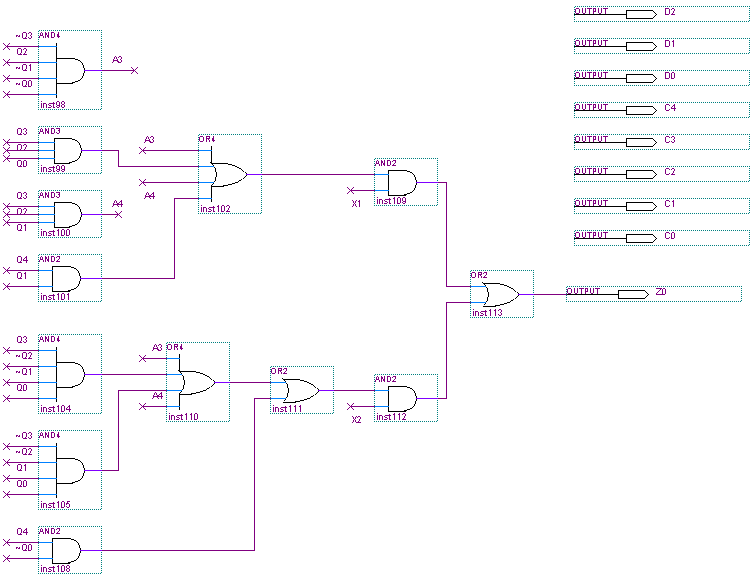 OUTPUT D2
OUTPUT D1
OUTPUT D0
OUTPUT C4
OUTPUT C3
OUTPUT C2
OUTPUT C1
OUTPUT C0
~Q3 AND4
Q2
~Q1
~Q0
A3
inst98
Q3 AND3
Q2
Q0
inst99
Q3 AND3
Q2
Q1
A4
inst100
Q4 AND2
Q1
inst101
OR4
A3
A4
inst102
AND2
X1
inst109
OR2
inst113
OUTPUT Z0
Q3 AND4
~Q2
~Q1
Q0
inst104
~Q3 AND4
~Q2
Q1
Q0
inst105
Q4 AND2
~Q0
inst108
A3 OR4
A4
inst110
OR2
inst111
AND2
X2
inst112